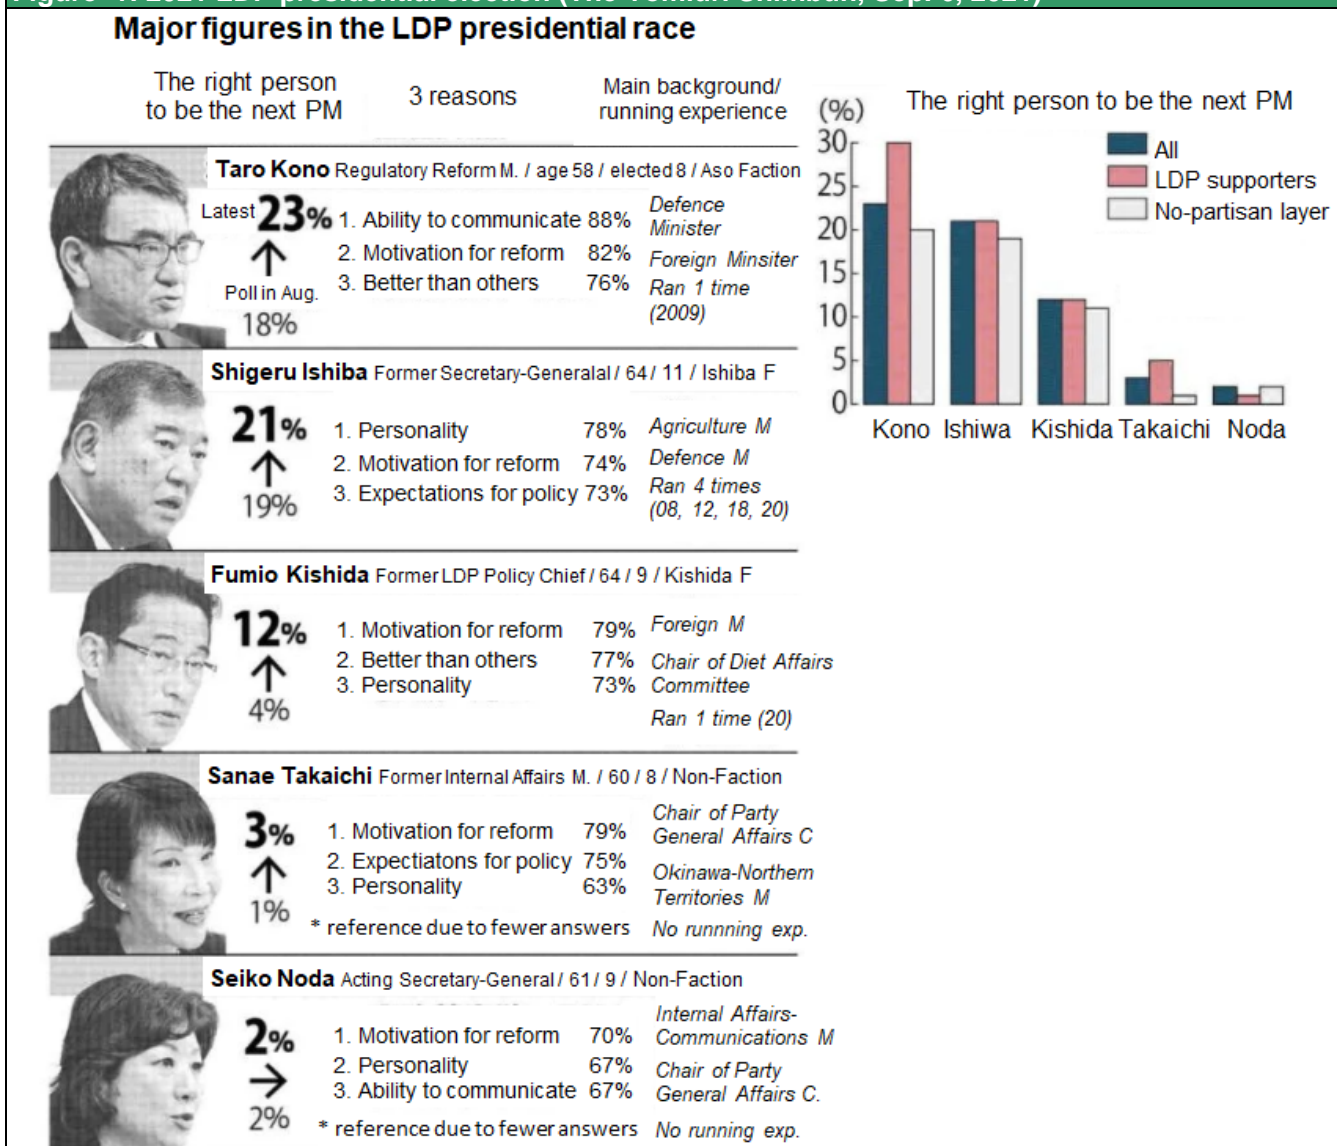 Major figures in the LDP presidential race
The right person
to be the next PM
3 reasons
Main background/
running experience
Taro Kono Regulatory Reform M. / age 58 / elected 8 / Aso Faction
Latest 23%
Poll in Aug.
18%
1. Ability to communicate 88%
2. Motivation for reform 82%
3. Better than others 76%
Defence
Minister
Foreign Minsiter
Ran 1 time
(2009)
Shigeru Ishiba Former Secretary-Generalal / 64 / 11 / Ishiba F
21%
19%
1. Personality 78%
2. Motivation for reform 74%
3. Expectations for policy 73%
Agriculture M
Defence M
Ran 4 times
(08, 12, 18, 20)
Fumio Kishida Former LDP Policy Chief / 64 / 9 / Kishida F
12%
4%
1. Motivation for reform 79%
2. Better than others 77%
3. Personality 73%
Foreign M
Chair of Diet Affairs
Committee
Ran 1 time (20)
Sanae Takaichi Former Internal Affairs M. / 60 / 8 / Non-Faction
3%
1%
1. Motivation for reform 79%
2. Expectiatons for policy 75%
3. Personality 63%
* reference due to fewer answers
Chair of Party
General Affairs C
Okinawa-Northern
Territories M
No runnning exp.
Seiko Noda Acting Secretary-General / 61 / 9 / Non-Faction
2%
2%
1. Motivation for reform 70%
2. Personality 67%
3. Ability to communicate 67%
* reference due to fewer answers
Internal Affairs-
Communications M
Chair of Party
General Affairs C.
No running exp.
The right person to be the next PM
(%)
30
25
20
15
10
5
0
All
LDP supporters
No-partisan layer
Kono Ishiwa Kishida Takaichi Noda